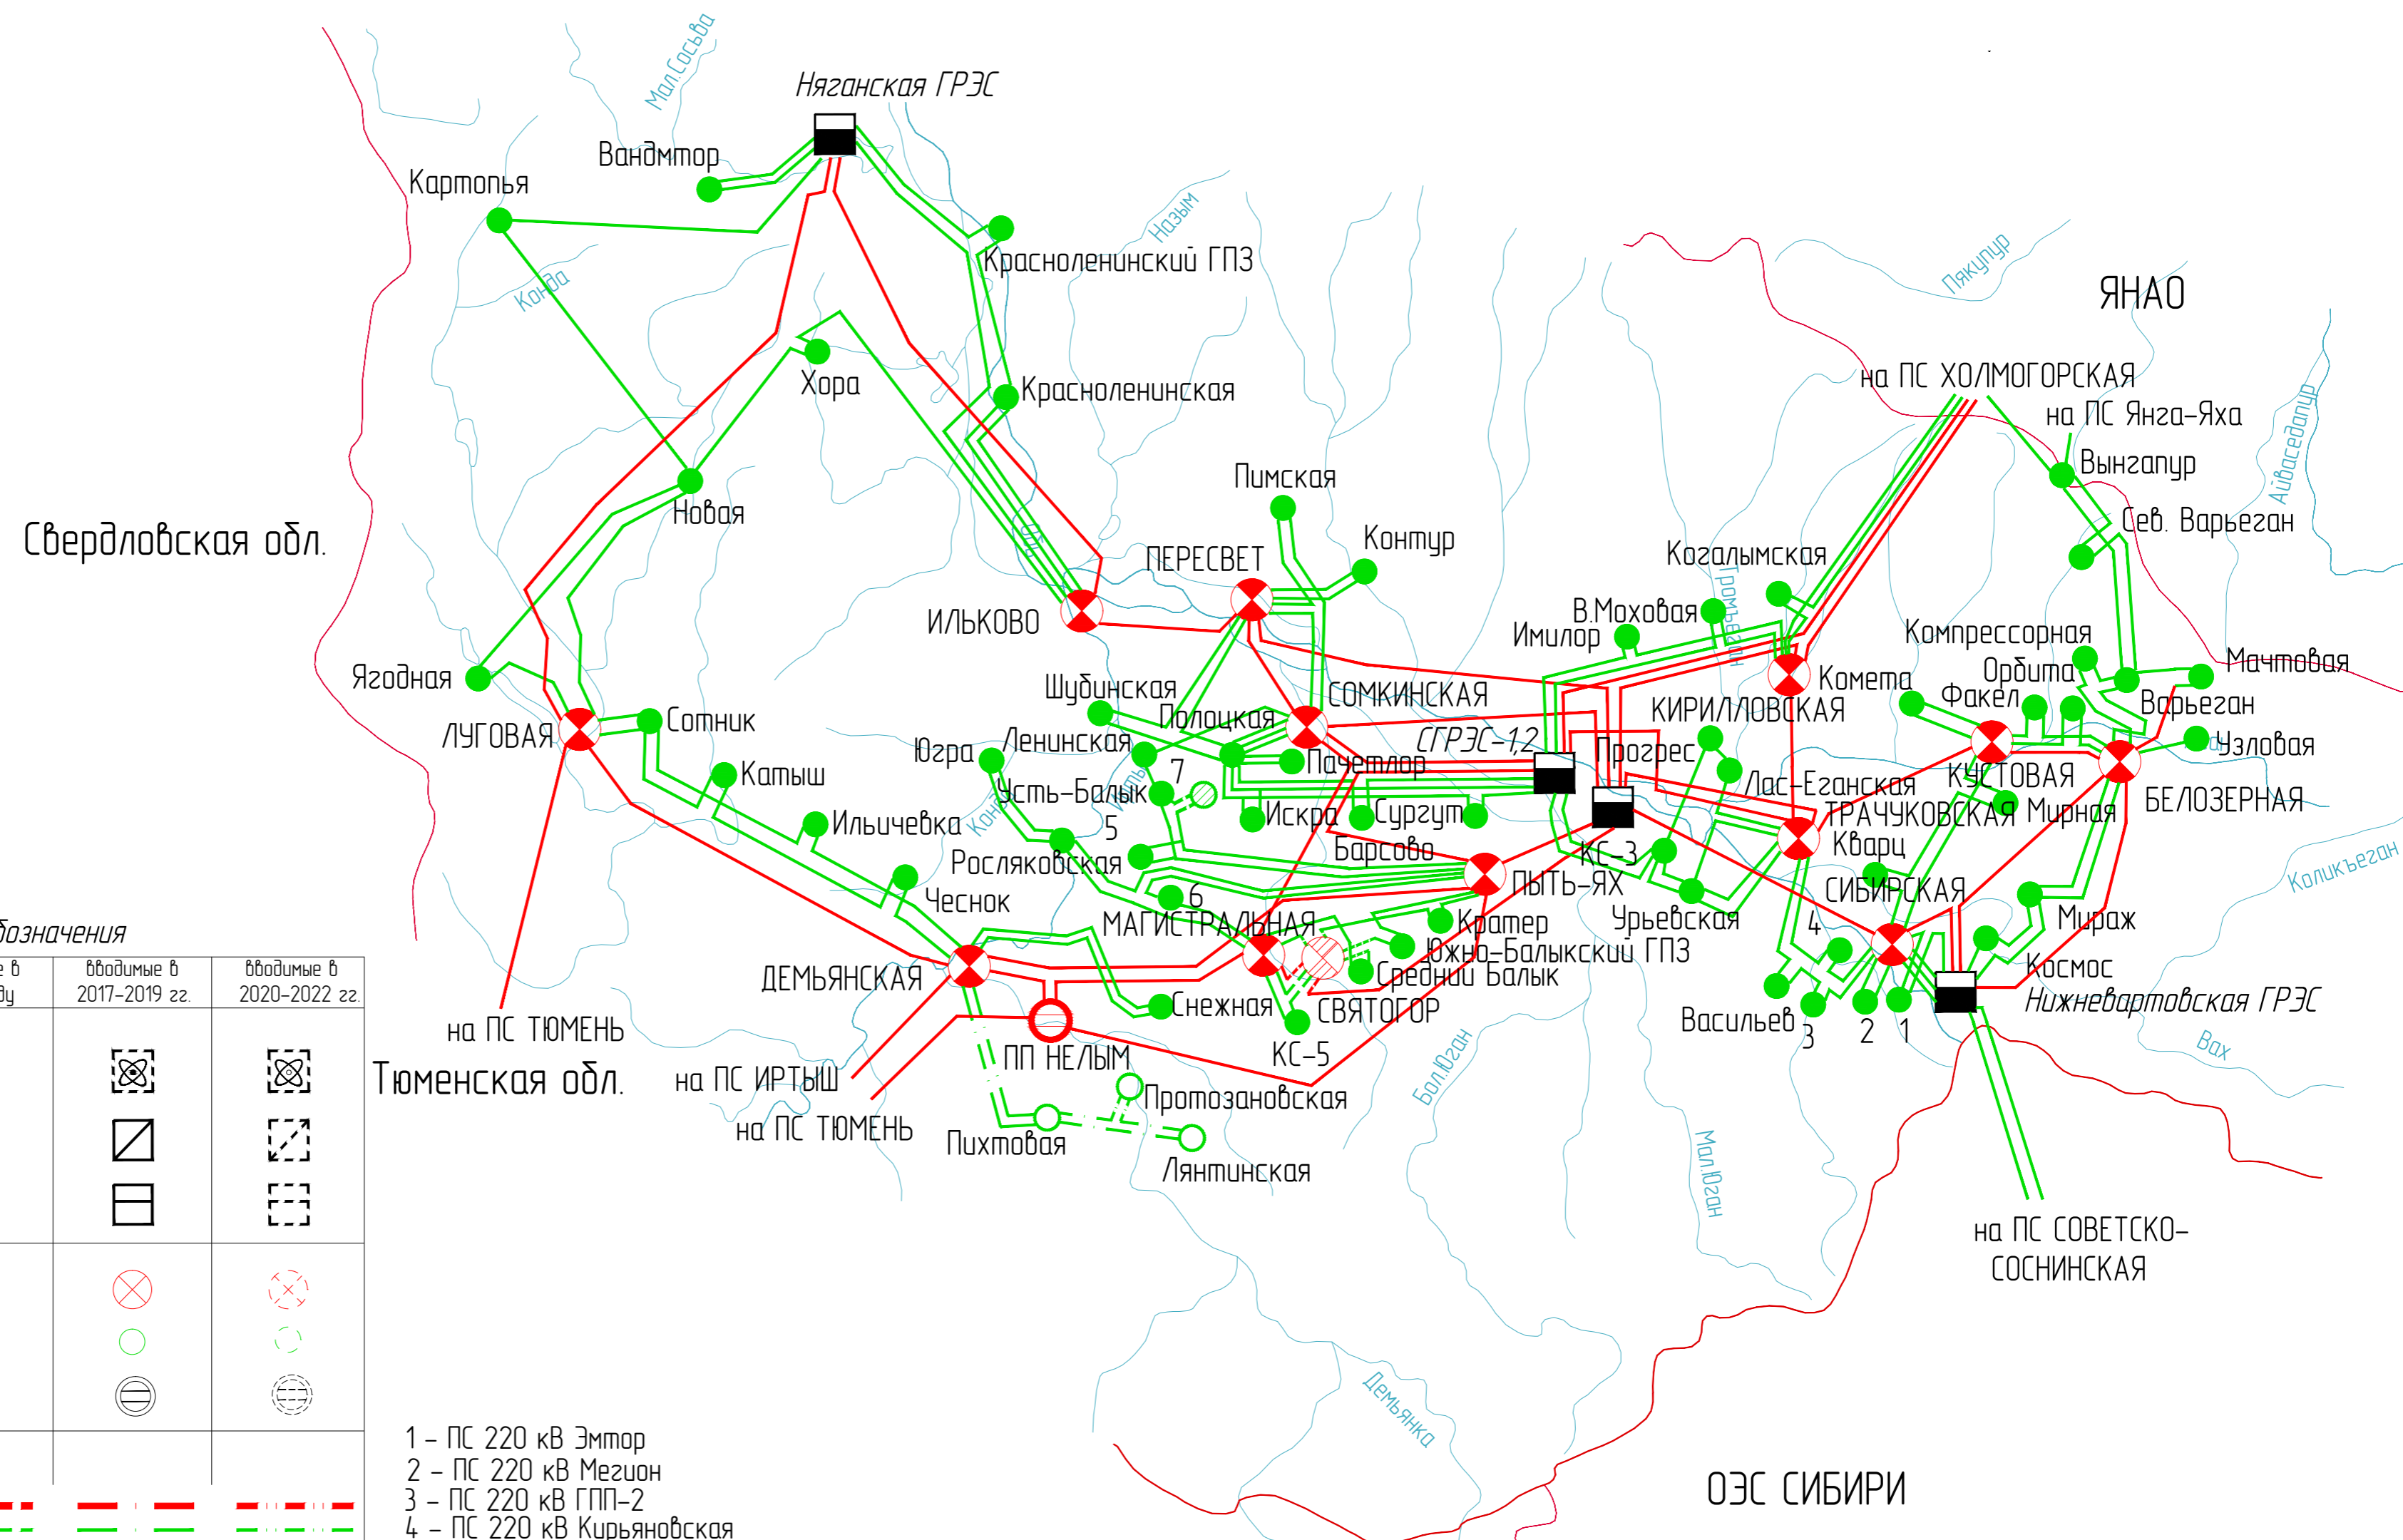 Мал.Сосьва
Няганская ГРЭС
Вандмтор
Картопья
Назым
Красноленинский ГПЗ
Конда
Пякупур
ЯНАО
Хора
Красноленинская
на ПС ХОЛМОГОРСКАЯ
на ПС Янга-Яха
Айваседапур
Вынгапур
Пимская
Новая
Сев. Варьеган
Свердловская обл.
Обь
Контур
ПЕРЕСВЕТ
Когалымская
Тромъеган
В.Моховая
ИЛЬКОВО
Имилор
Компрессорная
Орбита
Мачтовая
Ягодная
Шубинская
СОМКИНСКАЯ
Комета
Факел
Варьеган
КИРИЛЛОВСКАЯ
ЛУГОВАЯ
Сотник
Полоцкая
Ленинская
Югра
СГРЭС-1,2
Прогрес
Узловая
Пачетлор
7
КУСТОВАЯ
Катыш
Усть-Балык
Лас-Еганская
БЕЛОЗЕРНАЯ
ТРАЧУКОВСКАЯ
Мирная
Искра
Сургут
Ильичевка
5
Барсово
КС-3
Кварц
Росляковская
Коликъеган
ПЫТЬ-ЯХ
СИБИРСКАЯ
Чеснок
6
МАГИСТРАЛЬНАЯ
Кратер
Урьевская
4
Мираж
Южно-Балыкский ГПЗ
бозначения
Средний Балык
Космос
ДЕМЬЯНСКАЯ
е в
вводимые в
вводимые в
ду
2017-2019 гг.
2020-2022 гг.
Снежная
СВЯТОГОР
Васильев
3
2
1
Нижневартовская ГРЭС
на ПС ТЮМЕНЬ
КС-5
Вах
ПП НЕЛЫМ
Бол.Юган
Тюменская обл.
на ПС ИРТЫШ
Протозановская
на ПС ТЮМЕНЬ
Пихтовая
Лянтинская
Мал.Юган
на ПС СОВЕТСКО-
СОСНИНСКАЯ
Демьянка
1 - ПС 220 кВ Эмтор
2 - ПС 220 кВ Мегион
3 - ПС 220 кВ ГПП-2
4 - ПС 220 кВ Кирьяновская
ОЭС СИБИРИ